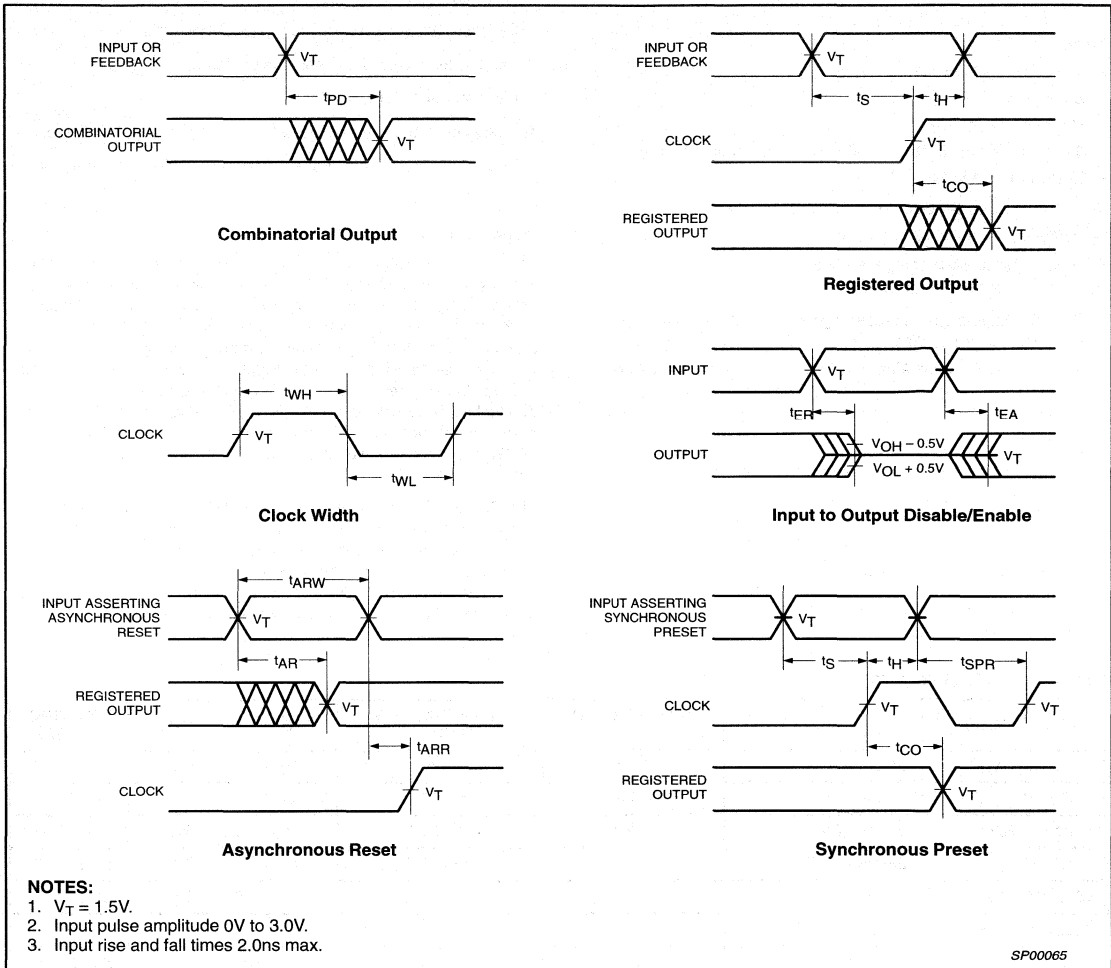 INPUT OR
FEEDBACK
VT
tPD
COMBINATORIAL
OUTPUT
VT
Combinatorial Output
INPUT OR
FEEDBACK
VT
tS
tH
CLOCK
VT
tCO
REGISTERED
OUTPUT
VT
Registered Output
tWH
CLOCK
VT
tWL
Clock Width
INPUT
VT
tER
tEA
OUTPUT
VOH – 0.5V
VOL + 0.5V
VT
Input to Output Disable/Enable
tARW
INPUT ASSERTING
ASYNCHRONOUS
RESET
VT
tAR
REGISTERED
OUTPUT
VT
tARR
CLOCK
VT
Asynchronous Reset
INPUT ASSERTING
SYNCHRONOUS
PRESET
VT
tS
tH
tSPR
CLOCK
VT
VT
tCO
REGISTERED
OUTPUT
VT
Synchronous Preset
NOTES:
1. VT = 1.5V.
2. Input pulse amplitude 0V to 3.0V.
3. Input rise and fall times 2.0ns max.
SP00065